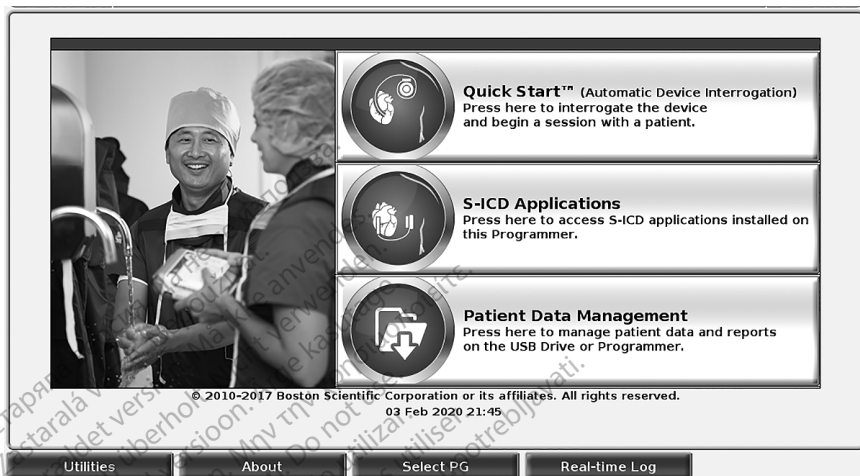 Quick Start™ (Automatic Device Interrogation)
Press here to interrogate the device
and begin a session with a patient.
S-ICD Applications
Press here to access S-ICD applications installed on
this Programmer.
Patient Data Management
Press here to manage patient data and reports
on the USB Drive or Programmer.
© 2010-2017 Boston Scientific Corporation or its affiliates. All rights reserved.
03 Feb 2020 21:45
Utilities
About
Select PG
Real-time Log